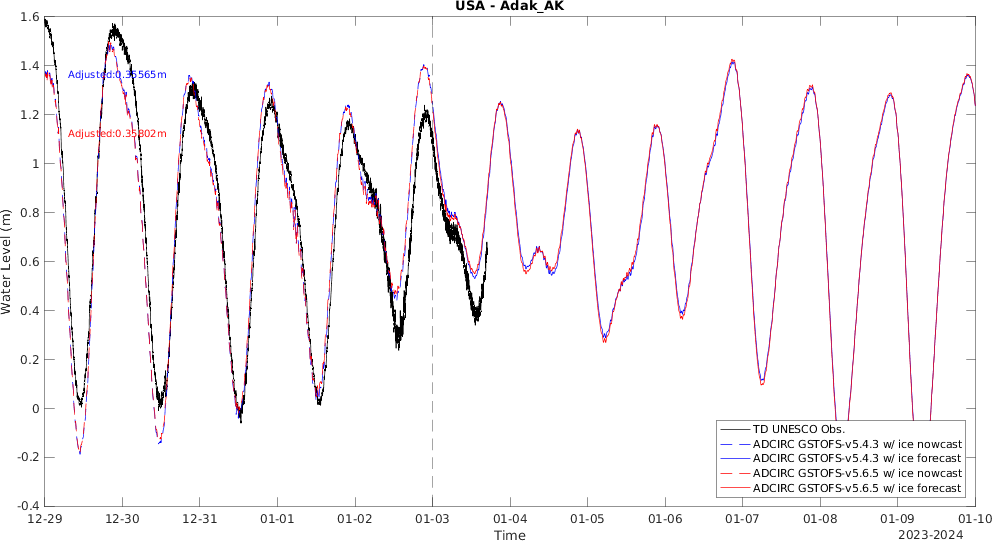 USA - Adak_AK
1.6
1.4
1.2
1
0.8
0.6
0.4
0.2
0
-0.2
-0.4
Water Level (m)
Adjusted:0.35565m
Adjusted:0.35802m
TD UNESCO Obs.
ADCIRC GSTOFS-v5.4.3 w/ ice nowcast
ADCIRC GSTOFS-v5.4.3 w/ ice forecast
ADCIRC GSTOFS-v5.6.5 w/ ice nowcast
ADCIRC GSTOFS-v5.6.5 w/ ice forecast
12-29 12-30 12-31 01-01 01-02 01-03 01-04 01-05 01-06 01-07 01-08 01-09 01-10
Time
2023-2024